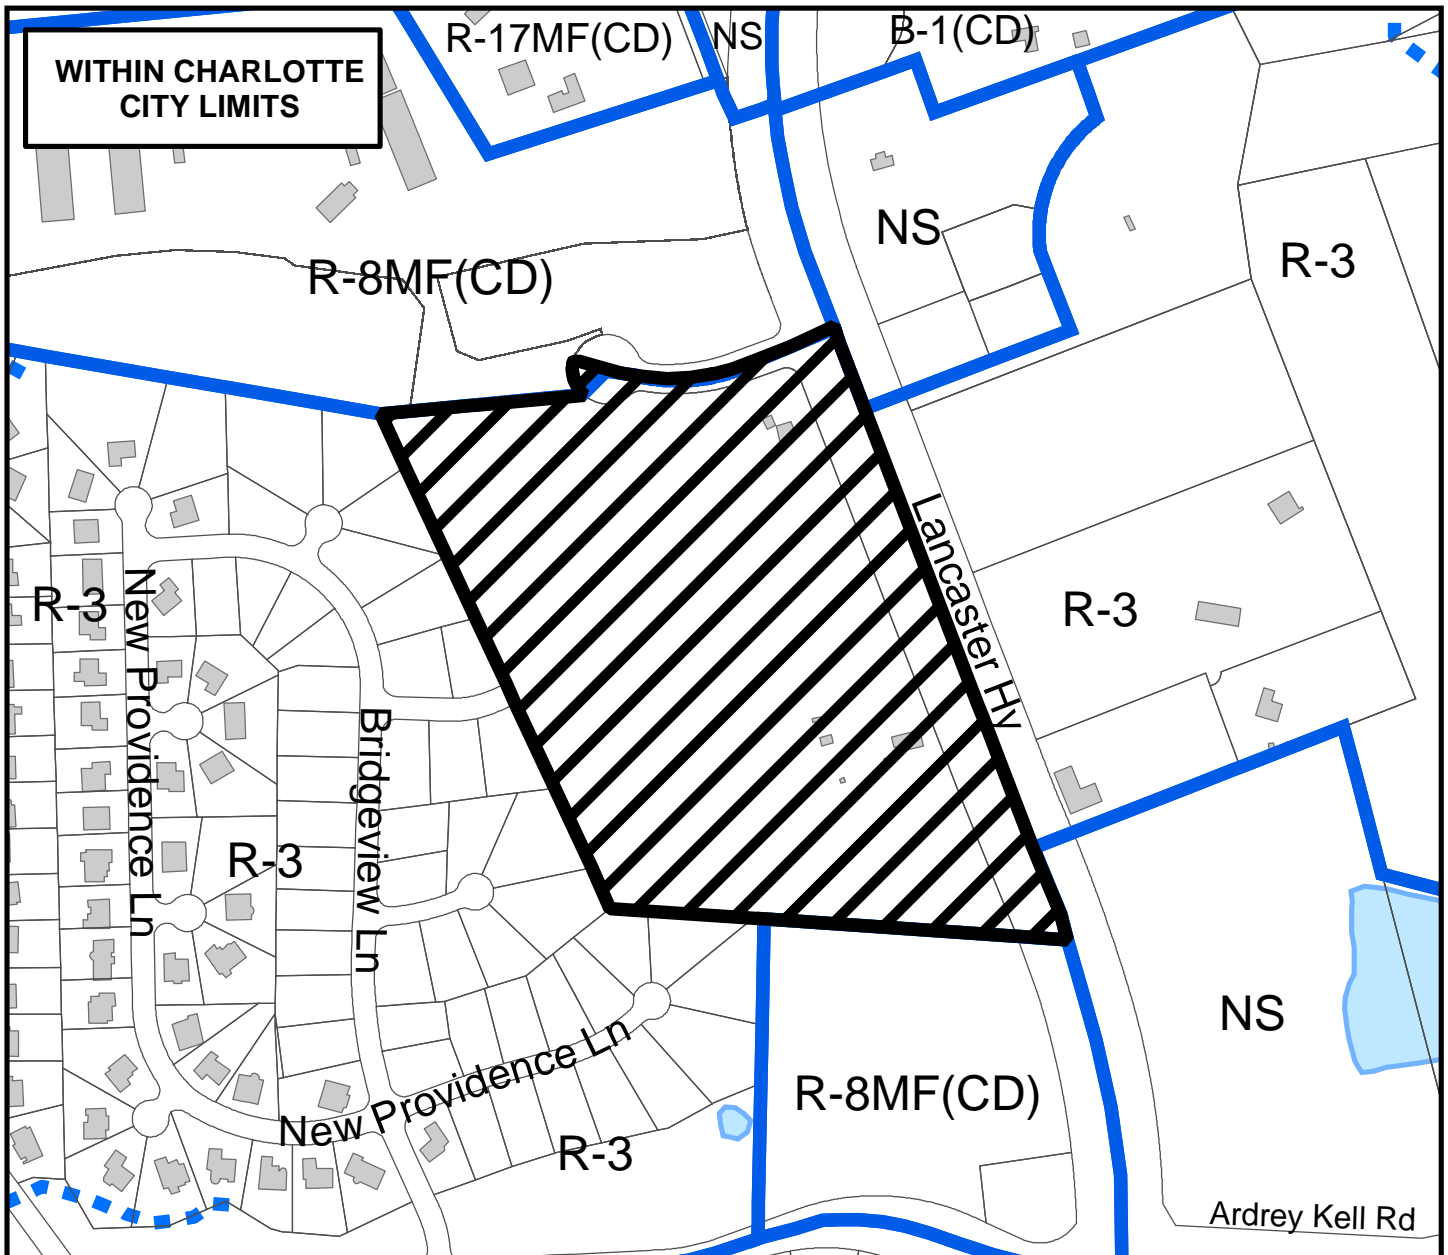 R-17MF(CD)
NS
B-1(CD)
WITHIN CHARLOTTE
CITY LIMITS
NS
R-3
R-8MF(CD)
Lancaster Hy
R-3
New Providence Ln
R-3
Bridgeview Ln
R-3
NS
New Providence Ln
R-8MF(CD)
R-3
Ardrey Kell Rd